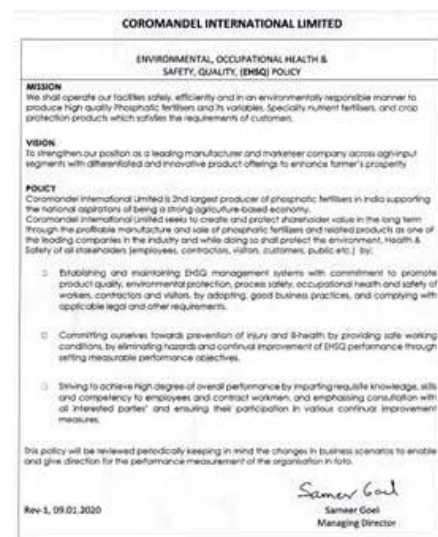 COROMANDEL INTERNATIONAL LIMITED
ENVIRONMENTAL, OCCUPATIONAL HEALTH &
SAFETY, QUALITY, (EHSQ) POLICY
MISSION
We shall operate our facilities safely, efficiently and in an environmentally responsible manner to
produce high quality Phosphatic fertilisers and its variables, Specialty nutrient fertilisers, and crop
protection products which satisfies the requirements of customers.
VISION
To strengthen our position as a leading manufacturer and marketeer company across agri-input
segments with differentiated and innovative product offerings to enhance farmer's prosperity
POLICY
Coromandel International Limited is 2nd largest producer of phosphatic fertilisers in India supporting
the national aspirations of being a strong agriculture-based economy.
Coromandel International Limited seeks to create and protect shareholder value in the long term
through the profitable manufacture and sale of phosphatic fertilizers and related products as one of
the leading companies in the industry and while doing so shall protect the environment, Health &
Safety of all stakeholders (employees, contractors, visitors, customers, public etc.) by;
Establishing and maintaining EHSQ management systems with commitment to promote
product quality, environmental protection, process safety, occupational health and safety of
workers, contractors and visitors, by adopting, good business practices, and complying with
applicable legal and other requirements.
Committing ourselves towards prevention of injury and ill-health by providing safe working
conditions, by eliminating hazards and continual improvement of EHSQ performance through
setting measurable performance objectives.
Striving to achieve high degree of overall performance by imparting requisite knowledge, skills
and competency to employees and contract workmen, and emphasising consultation with
all interested parties' and ensuring their participation in various continual improvement
measures.
This policy will be reviewed periodically keeping in mind the changes in business scenarios to enable
and give direction for the performance measurement of the organisation in toto.
Sameer Goel
Rev-1, 09.01.2020
Sameer Goel
Managing Director